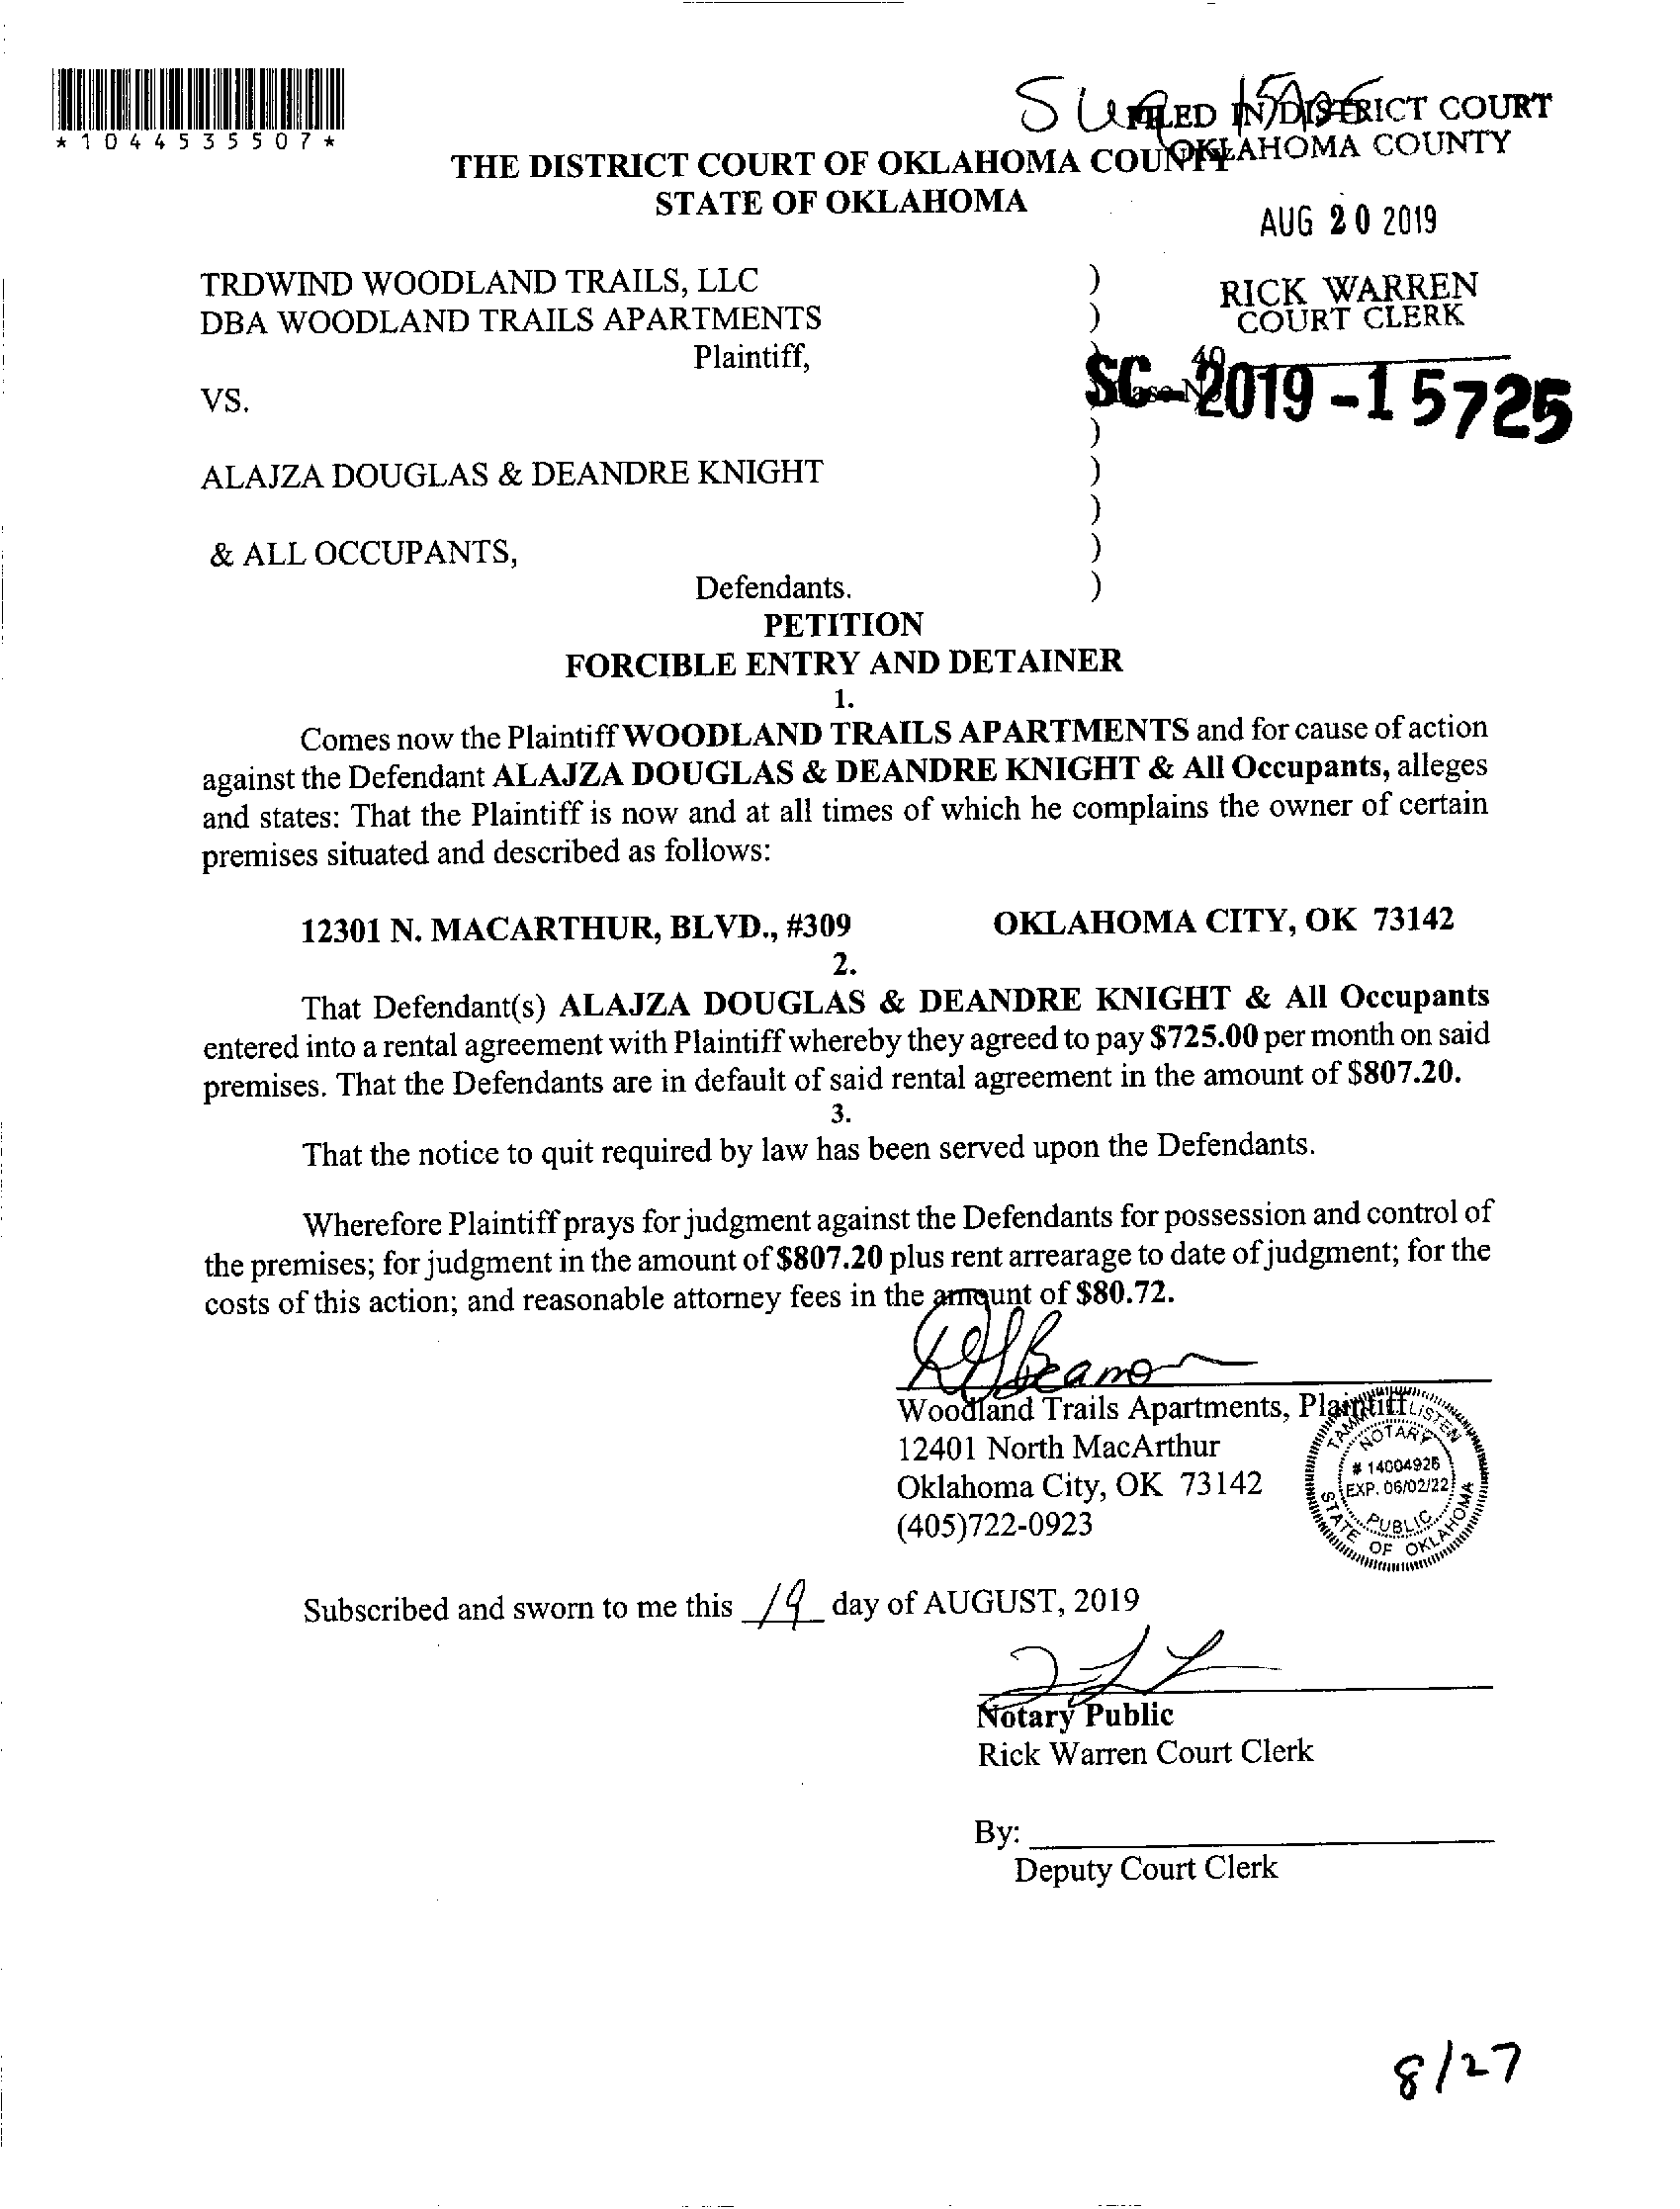 *1044535507*
FILED IN DISTRICT COURT
OKLAHOMA COUNTY
THE DISTRICT COURT OF OKLAHOMA COUNTY
STATE OF OKLAHOMA
AUG 20 2019
TRDWIND WOODLAND TRAILS, LLC )
DBA WOODLAND TRAILS APARTMENTS )
RICK WARREN
COURT CLERK
Plaintiff,
40
VS.
SC-2019-15725
)
ALAJZA DOUGLAS & DEANDRE KNIGHT )
)
& ALL OCCUPANTS, )
Defendants. )
PETITION
FORCIBLE ENTRY AND DETAINER
1.
Comes now the Plaintiff WOODLAND TRAILS APARTMENTS and for cause of action
against the Defendant ALAJZA DOUGLAS & DEANDRE KNIGHT & All Occupants, alleges
and states: That the Plaintiff is now and at all times of which he complains the owner of certain
premises situated and described as follows:
12301 N. MACARTHUR, BLVD., #309 OKLAHOMA CITY, OK 73142
2.
That Defendant(s) ALAJZA DOUGLAS & DEANDRE KNIGHT & All Occupants
entered into a rental agreement with Plaintiff whereby they agreed to pay $725.00 per month on said
premises. That the Defendants are in default of said rental agreement in the amount of $807.20.
3.
That the notice to quit required by law has been served upon the Defendants.
Wherefore Plaintiff prays for judgment against the Defendants for possession and control of
the premises; for judgment in the amount of $807.20 plus rent arrearage to date of judgment; for the
costs of this action; and reasonable attorney fees in the amount of $80.72.
Woodland Trails Apartments, Plaintiff
12401 North MacArthur
Oklahoma City, OK 73142
(405)722-0923
NOTARY
# 14004926
EXP. 06/02/22
PUBLIC
STATE OF OKLAHOMA
Subscribed and sworn to me this 19 day of AUGUST, 2019
Notary Public
Rick Warren Court Clerk
By:
Deputy Court Clerk
8/27